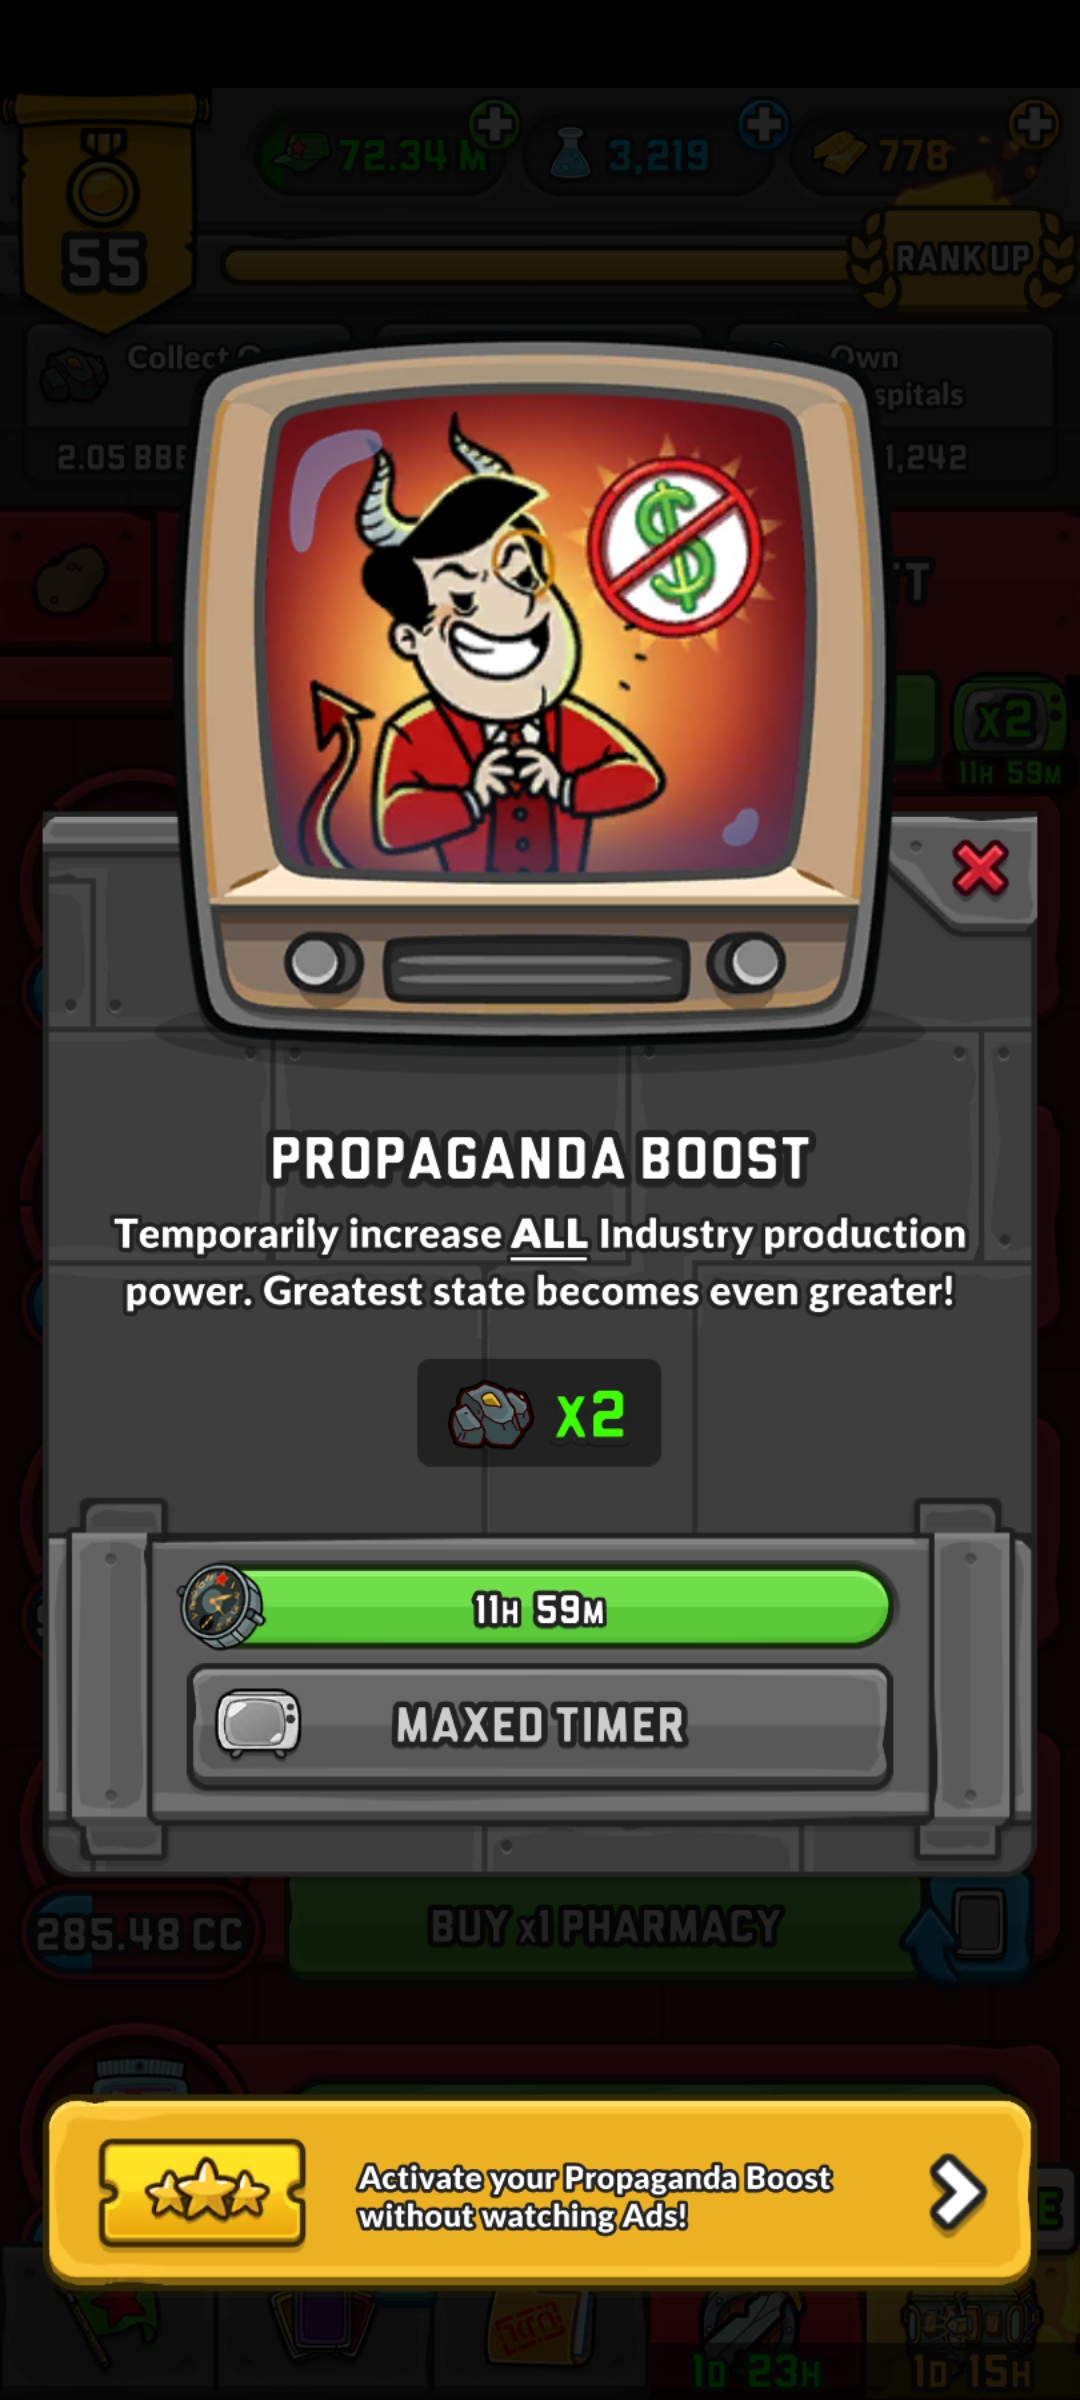 72.34 M
3,219
778
55
RANK UP
Collect
Own
spitals
2.05 BB
1,242
x2
11H 59M
PROPAGANDA BOOST
Temporarily increase ALL Industry production
power. Greatest state becomes even greater!
x2
11H 59M
MAXED TIMER
285.48 CC
BUY x1 PHARMACY
Activate your Propaganda Boost
without watching Ads!
1D 23H
1D 15H